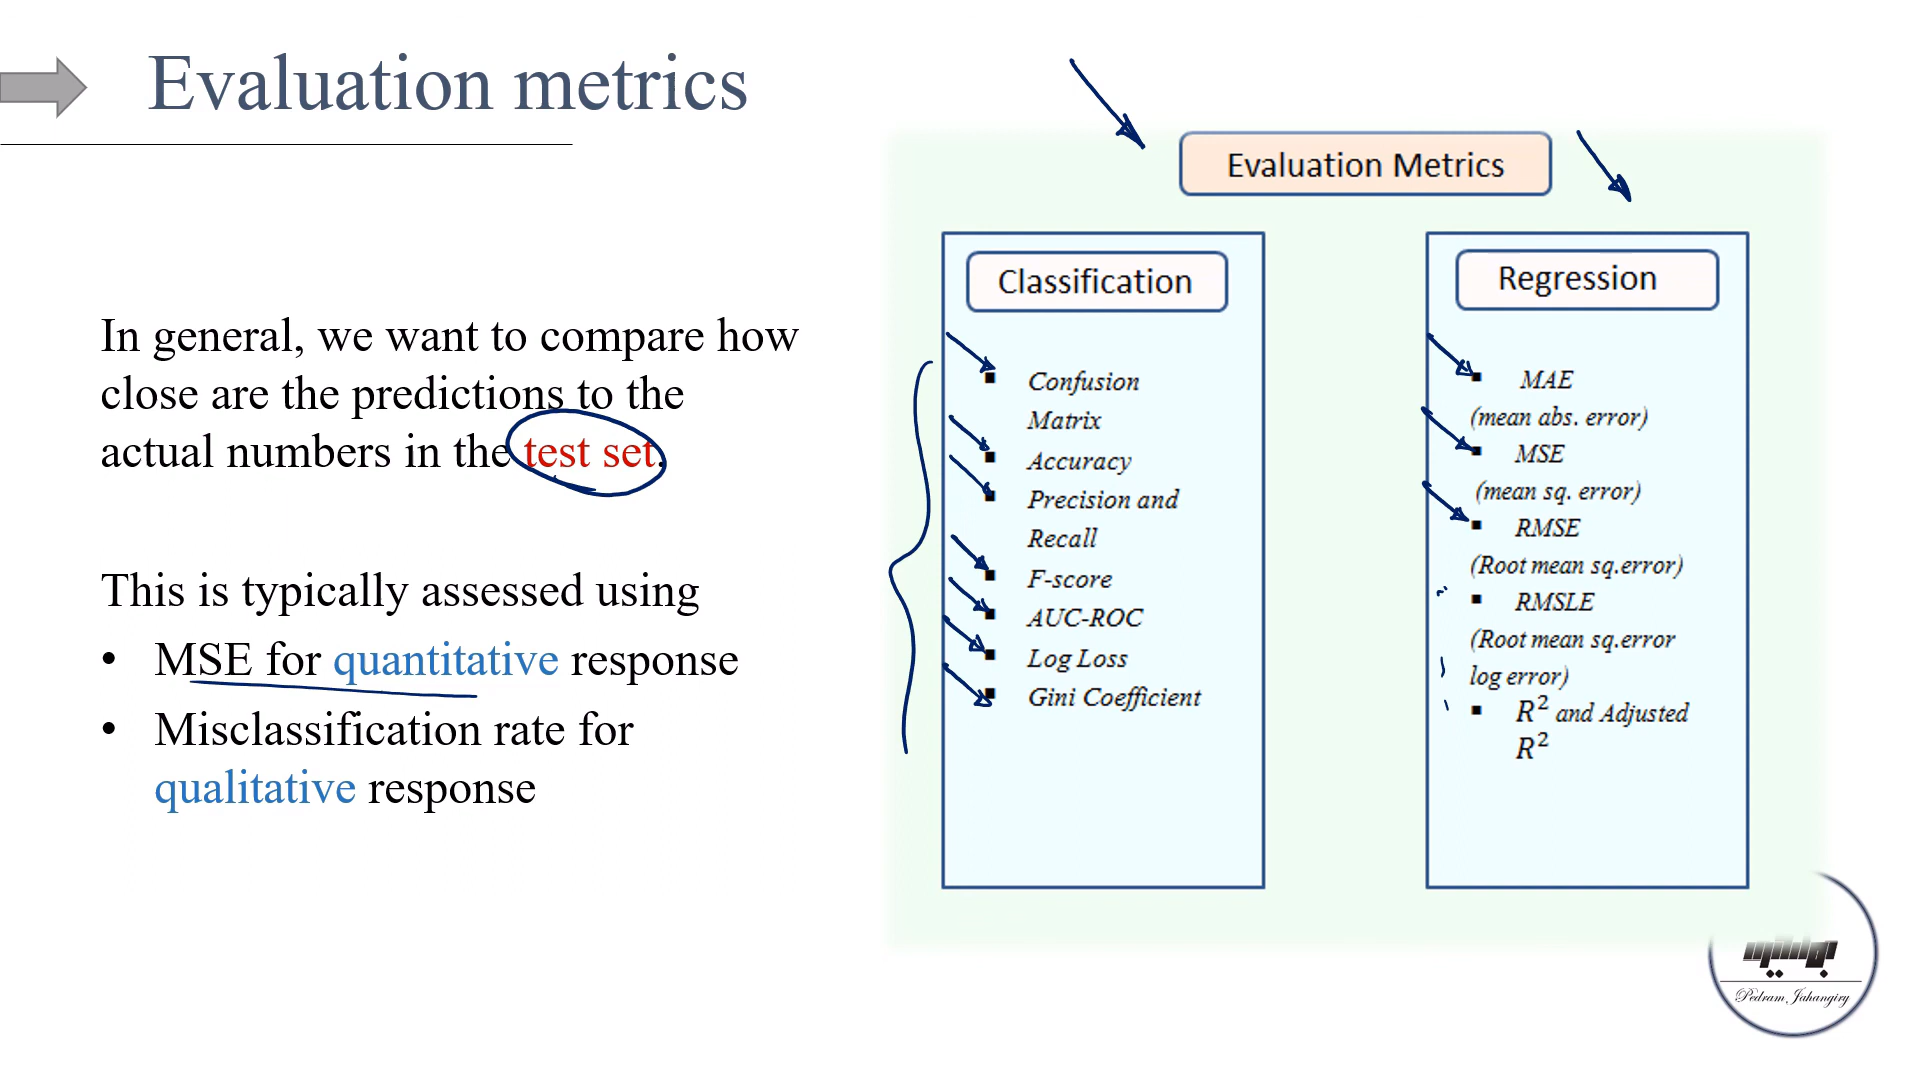 Evaluation metrics
In general, we want to compare how
close are the predictions to the
actual numbers in the test set.
This is typically assessed using
• MSE for quantitative response
• Misclassification rate for
qualitative response
Evaluation Metrics
Classification
▪ Confusion
Matrix
▪ Accuracy
▪ Precision and
Recall
▪ F-score
▪ AUC-ROC
▪ Log Loss
▪ Gini Coefficient
Regression
▪ MAE
(mean abs. error)
▪ MSE
(mean sq. error)
▪ RMSE
(Root mean sq.error)
▪ RMSLE
(Root mean sq.error
log error)
▪ R² and Adjusted
R²
Pedram Jahangiry